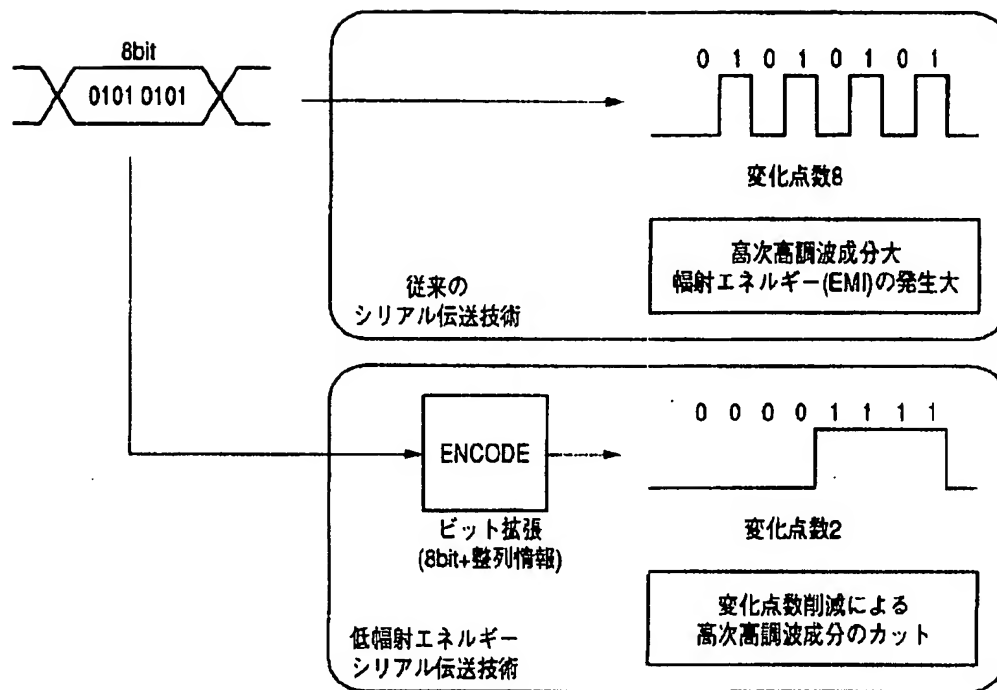 8bit
0101 0101
0 1 0 1 0 1 0 1
変化点数8
高次高調波成分大
輻射エネルギー(EMI)の発生大
従来の
シリアル伝送技術
0 0 0 0 1 1 1 1
ENCODE
ビット拡張
(8bit+整列情報)
変化点数2
変化点数削減による
高次高調波成分のカット
低輻射エネルギー
シリアル伝送技術